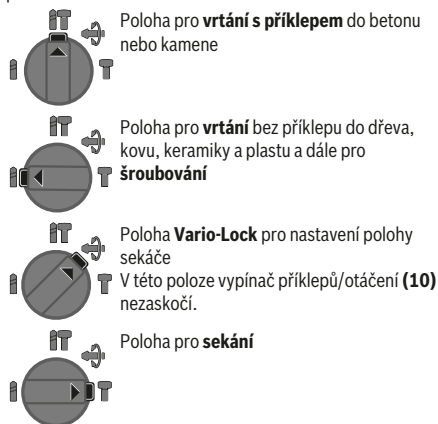 Poloha pro vrtání s příklepem do betonu
nebo kamene
Poloha pro vrtání bez příklepu do dřeva,
kovu, keramiky a plastu a dále pro
šroubování
Poloha Vario-Lock pro nastavení polohy
sekáče
V této poloze vypínač příklepů/otáčení (10)
nezaskočí.
Poloha pro sekání